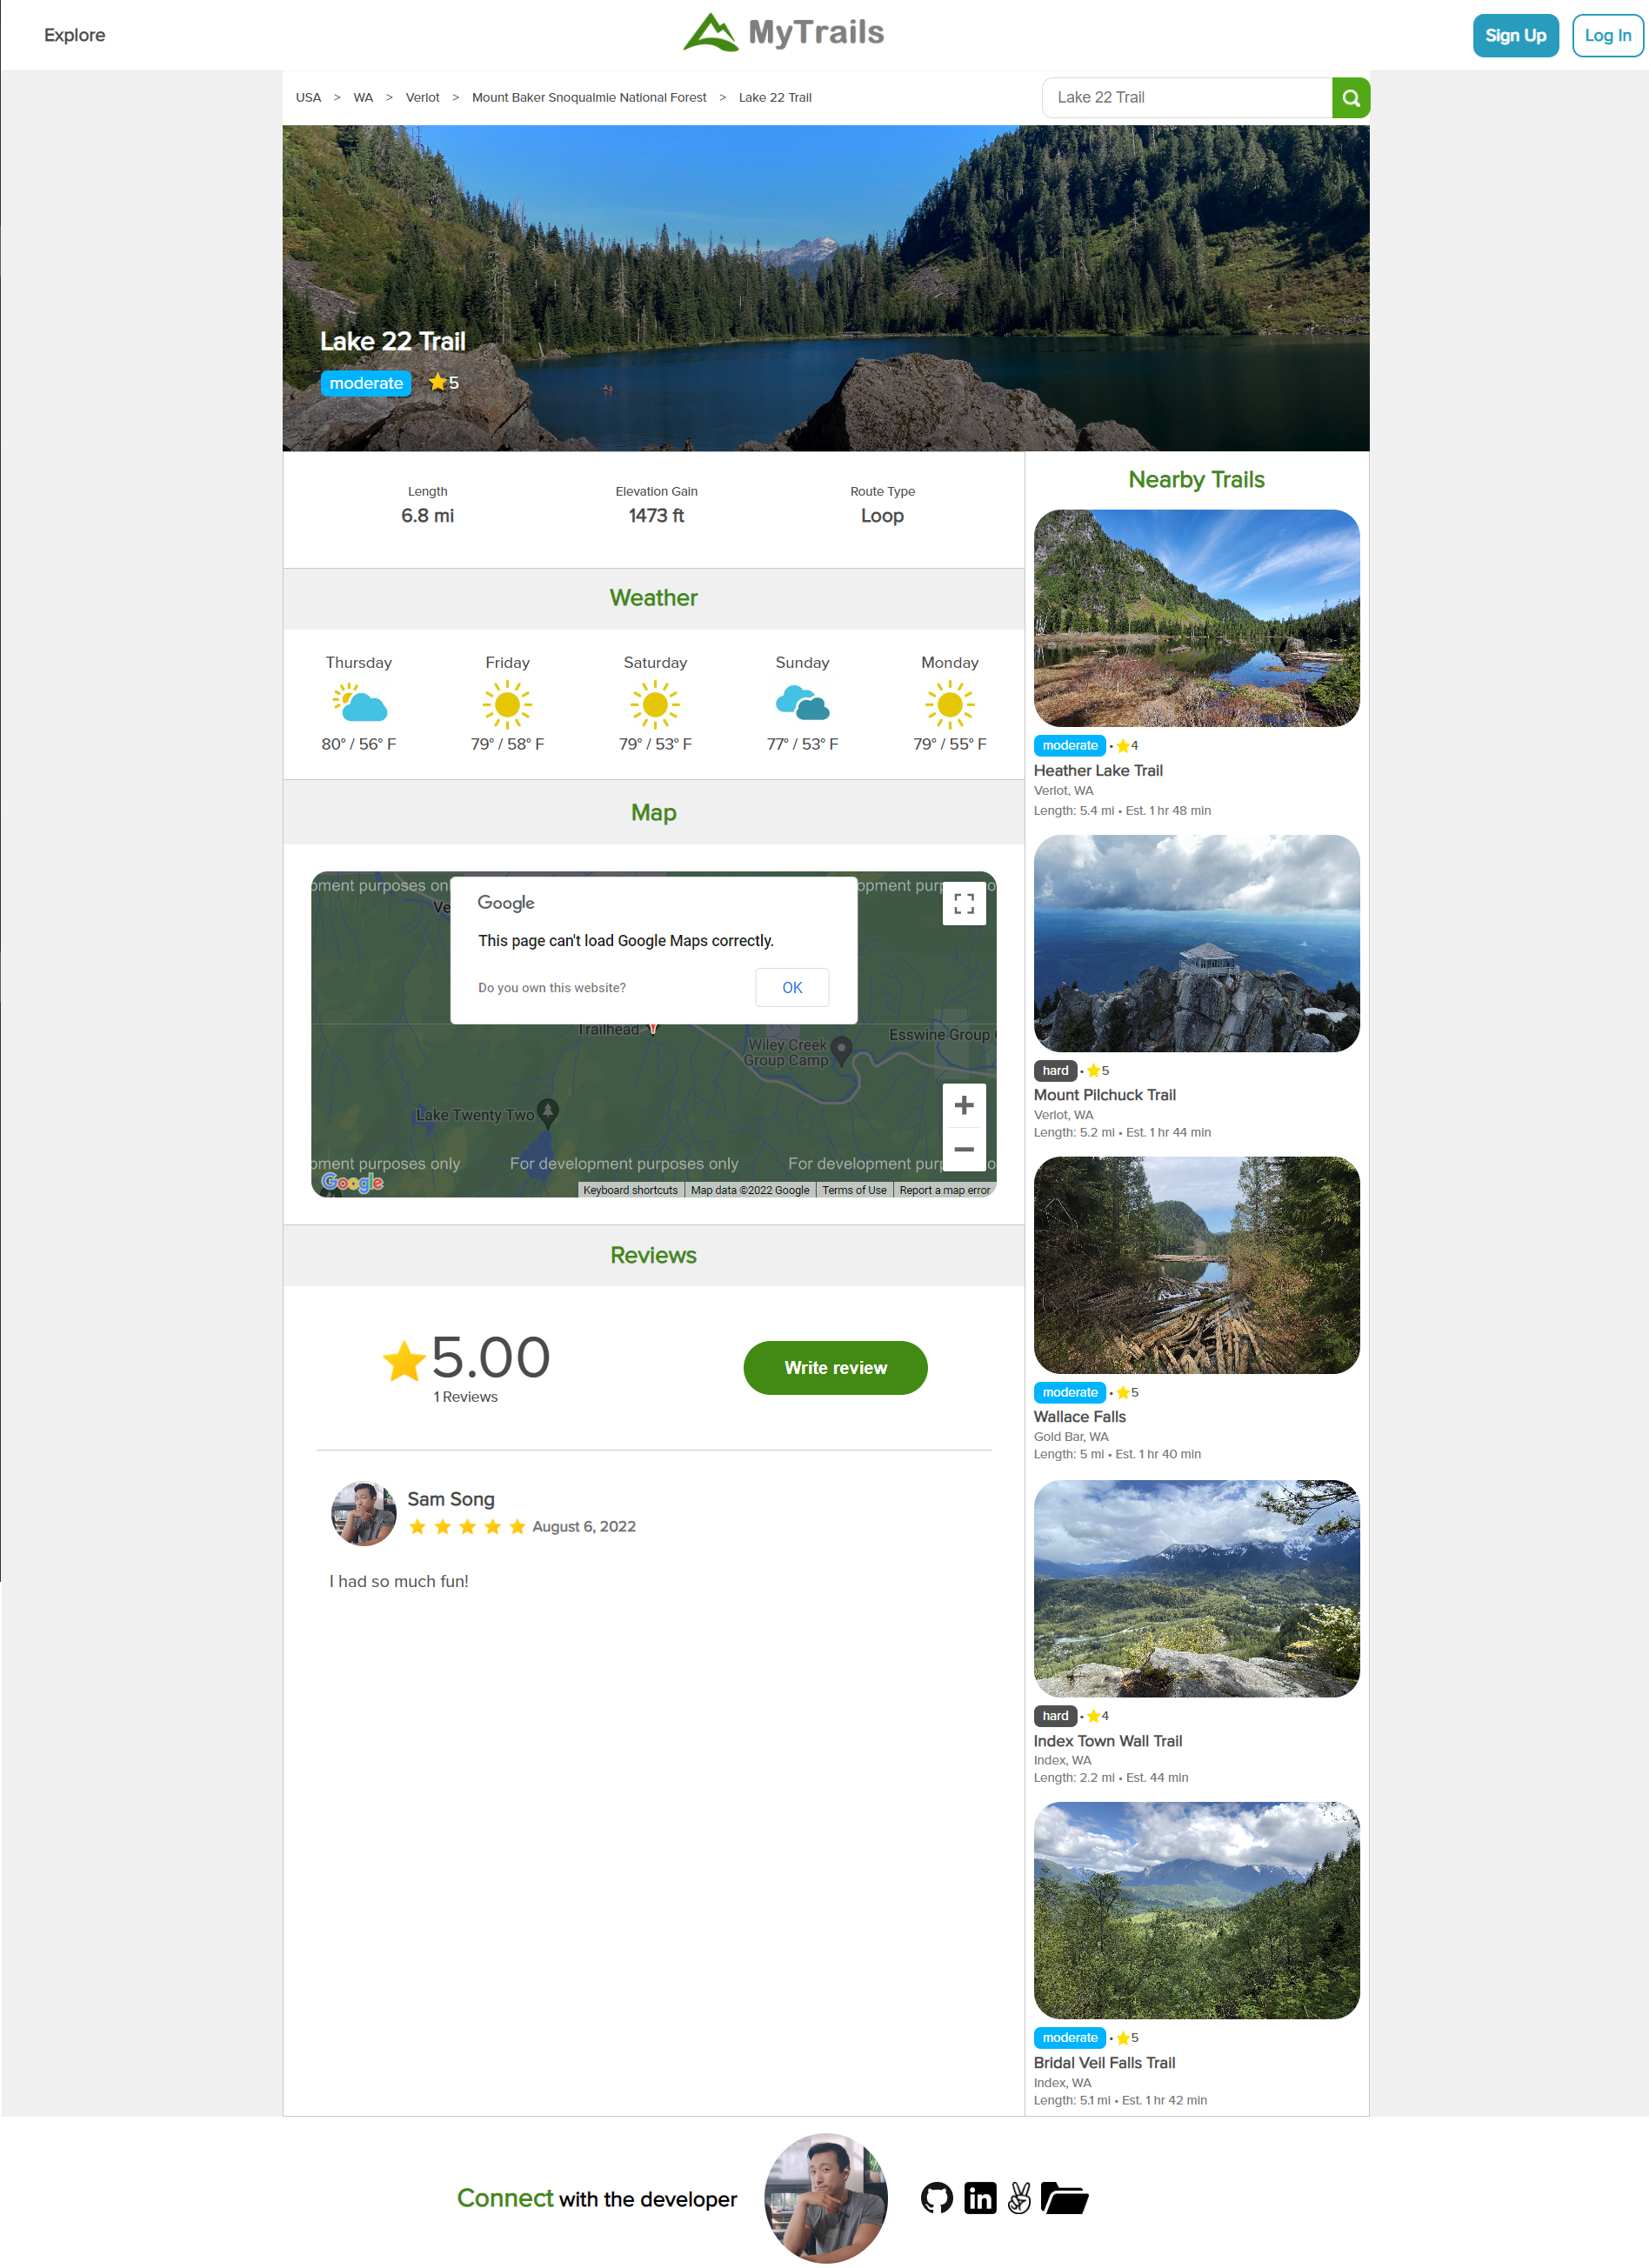 Explore
MyTrails
Sign Up
Log In
USA > WA > Verlot > Mount Baker Snoqualmie National Forest > Lake 22 Trail
Lake 22 Trail
Lake 22 Trail
moderate
5
Length
6.8 mi
Elevation Gain
1473 ft
Route Type
Loop
Weather
Thursday
80° / 56° F
Friday
79° / 58° F
Saturday
79° / 53° F
Sunday
77° / 53° F
Monday
79° / 55° F
Map
Google
This page can't load Google Maps correctly.
Do you own this website?
OK
Trailhead
Wiley Creek
Group Camp
Esswine Group
Lake Twenty Two
purposes only
For development purposes only
For development
Google
Keyboard shortcuts
Map data ©2022 Google
Terms of Use
Report a map error
Reviews
5.00
1 Reviews
Write review
Sam Song
August 6, 2022
I had so much fun!
Nearby Trails
moderate • 4
Heather Lake Trail
Verlot, WA
Length: 5.4 mi • Est. 1 hr 48 min
hard • 5
Mount Pilchuck Trail
Verlot, WA
Length: 5.2 mi • Est. 1 hr 44 min
moderate • 5
Wallace Falls
Gold Bar, WA
Length: 5 mi • Est. 1 hr 40 min
hard • 4
Index Town Wall Trail
Index, WA
Length: 2.2 mi • Est. 44 min
moderate • 5
Bridal Veil Falls Trail
Index, WA
Length: 5.1 mi • Est. 1 hr 42 min
Connect with the developer
in